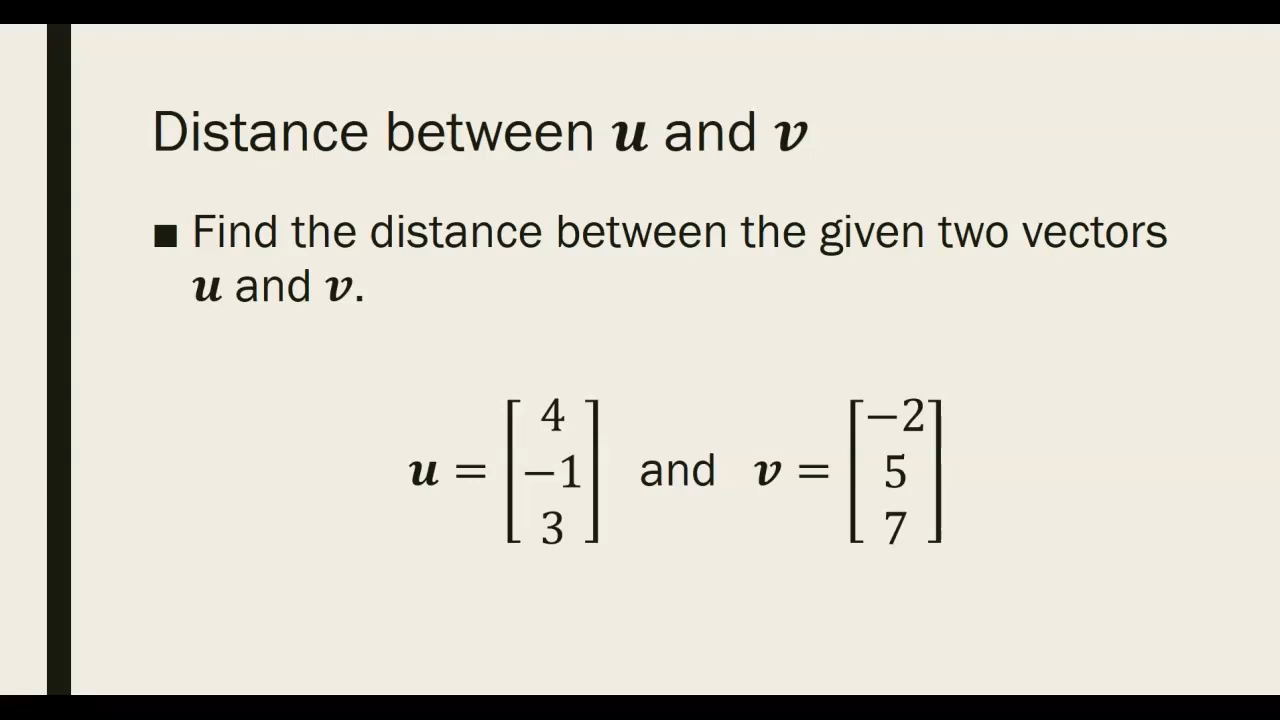 Distance between u and v
■ Find the distance between the given two vectors
u and v.
u = [4 −1 3] and v = [−2 5 7]